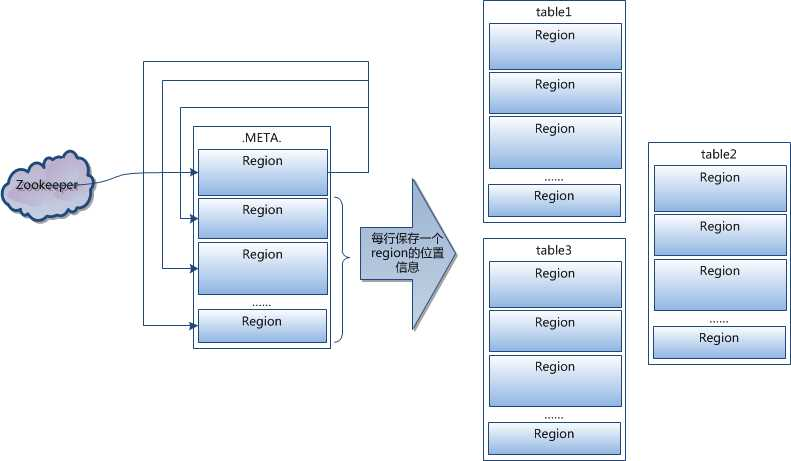 Zookeeper
.META.
Region
Region
Region
......
Region
每行保存一个
region的位置
信息
table1
Region
Region
Region
......
Region
table2
Region
Region
Region
......
Region
table3
Region
Region
Region
......
Region